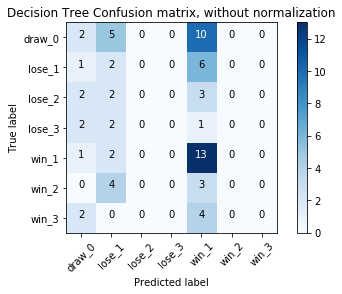 Decision Tree Confusion matrix, without normalization
draw_0 2 5 0 0 10 0 0
lose_1 1 2 0 0 6 0 0
lose_2 2 2 0 0 3 0 0
lose_3 2 2 0 0 1 0 0
win_1 1 2 0 0 13 0 0
win_2 0 4 0 0 3 0 0
win_3 2 0 0 0 4 0 0
draw_0 lose_1 lose_2 lose_3 win_1 win_2 win_3
True label
Predicted label
12
10
8
6
4
2
0